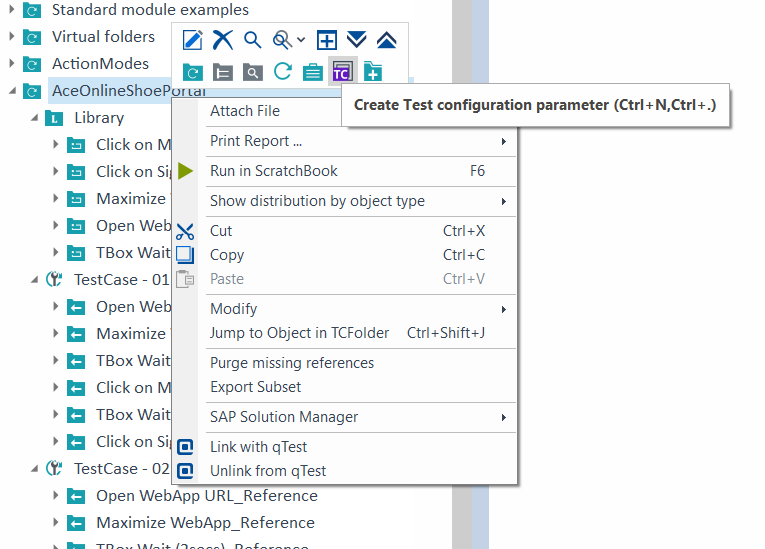 Standard module examples
Virtual folders
ActionModes
AceOnlineShoePortal
TC
Create Test configuration parameter (Ctrl+N,Ctrl+.)
L Library
Click on M
Click on Sig
Maximize
Open Web
TBox Wait
TestCase - 01
Open Web
Maximize
TBox Wait
Click on M
TBox Wait
Click on Sig
TestCase - 02
Open WebApp URL_Reference
Maximize WebApp_Reference
TBox Wait (2secs)_Reference
Attach File
Print Report ...
Run in ScratchBook F6
Show distribution by object type
Cut Ctrl+X
Copy Ctrl+C
Paste Ctrl+V
Modify
Jump to Object in TCFolder Ctrl+Shift+J
Purge missing references
Export Subset
SAP Solution Manager
Link with qTest
Unlink from qTest